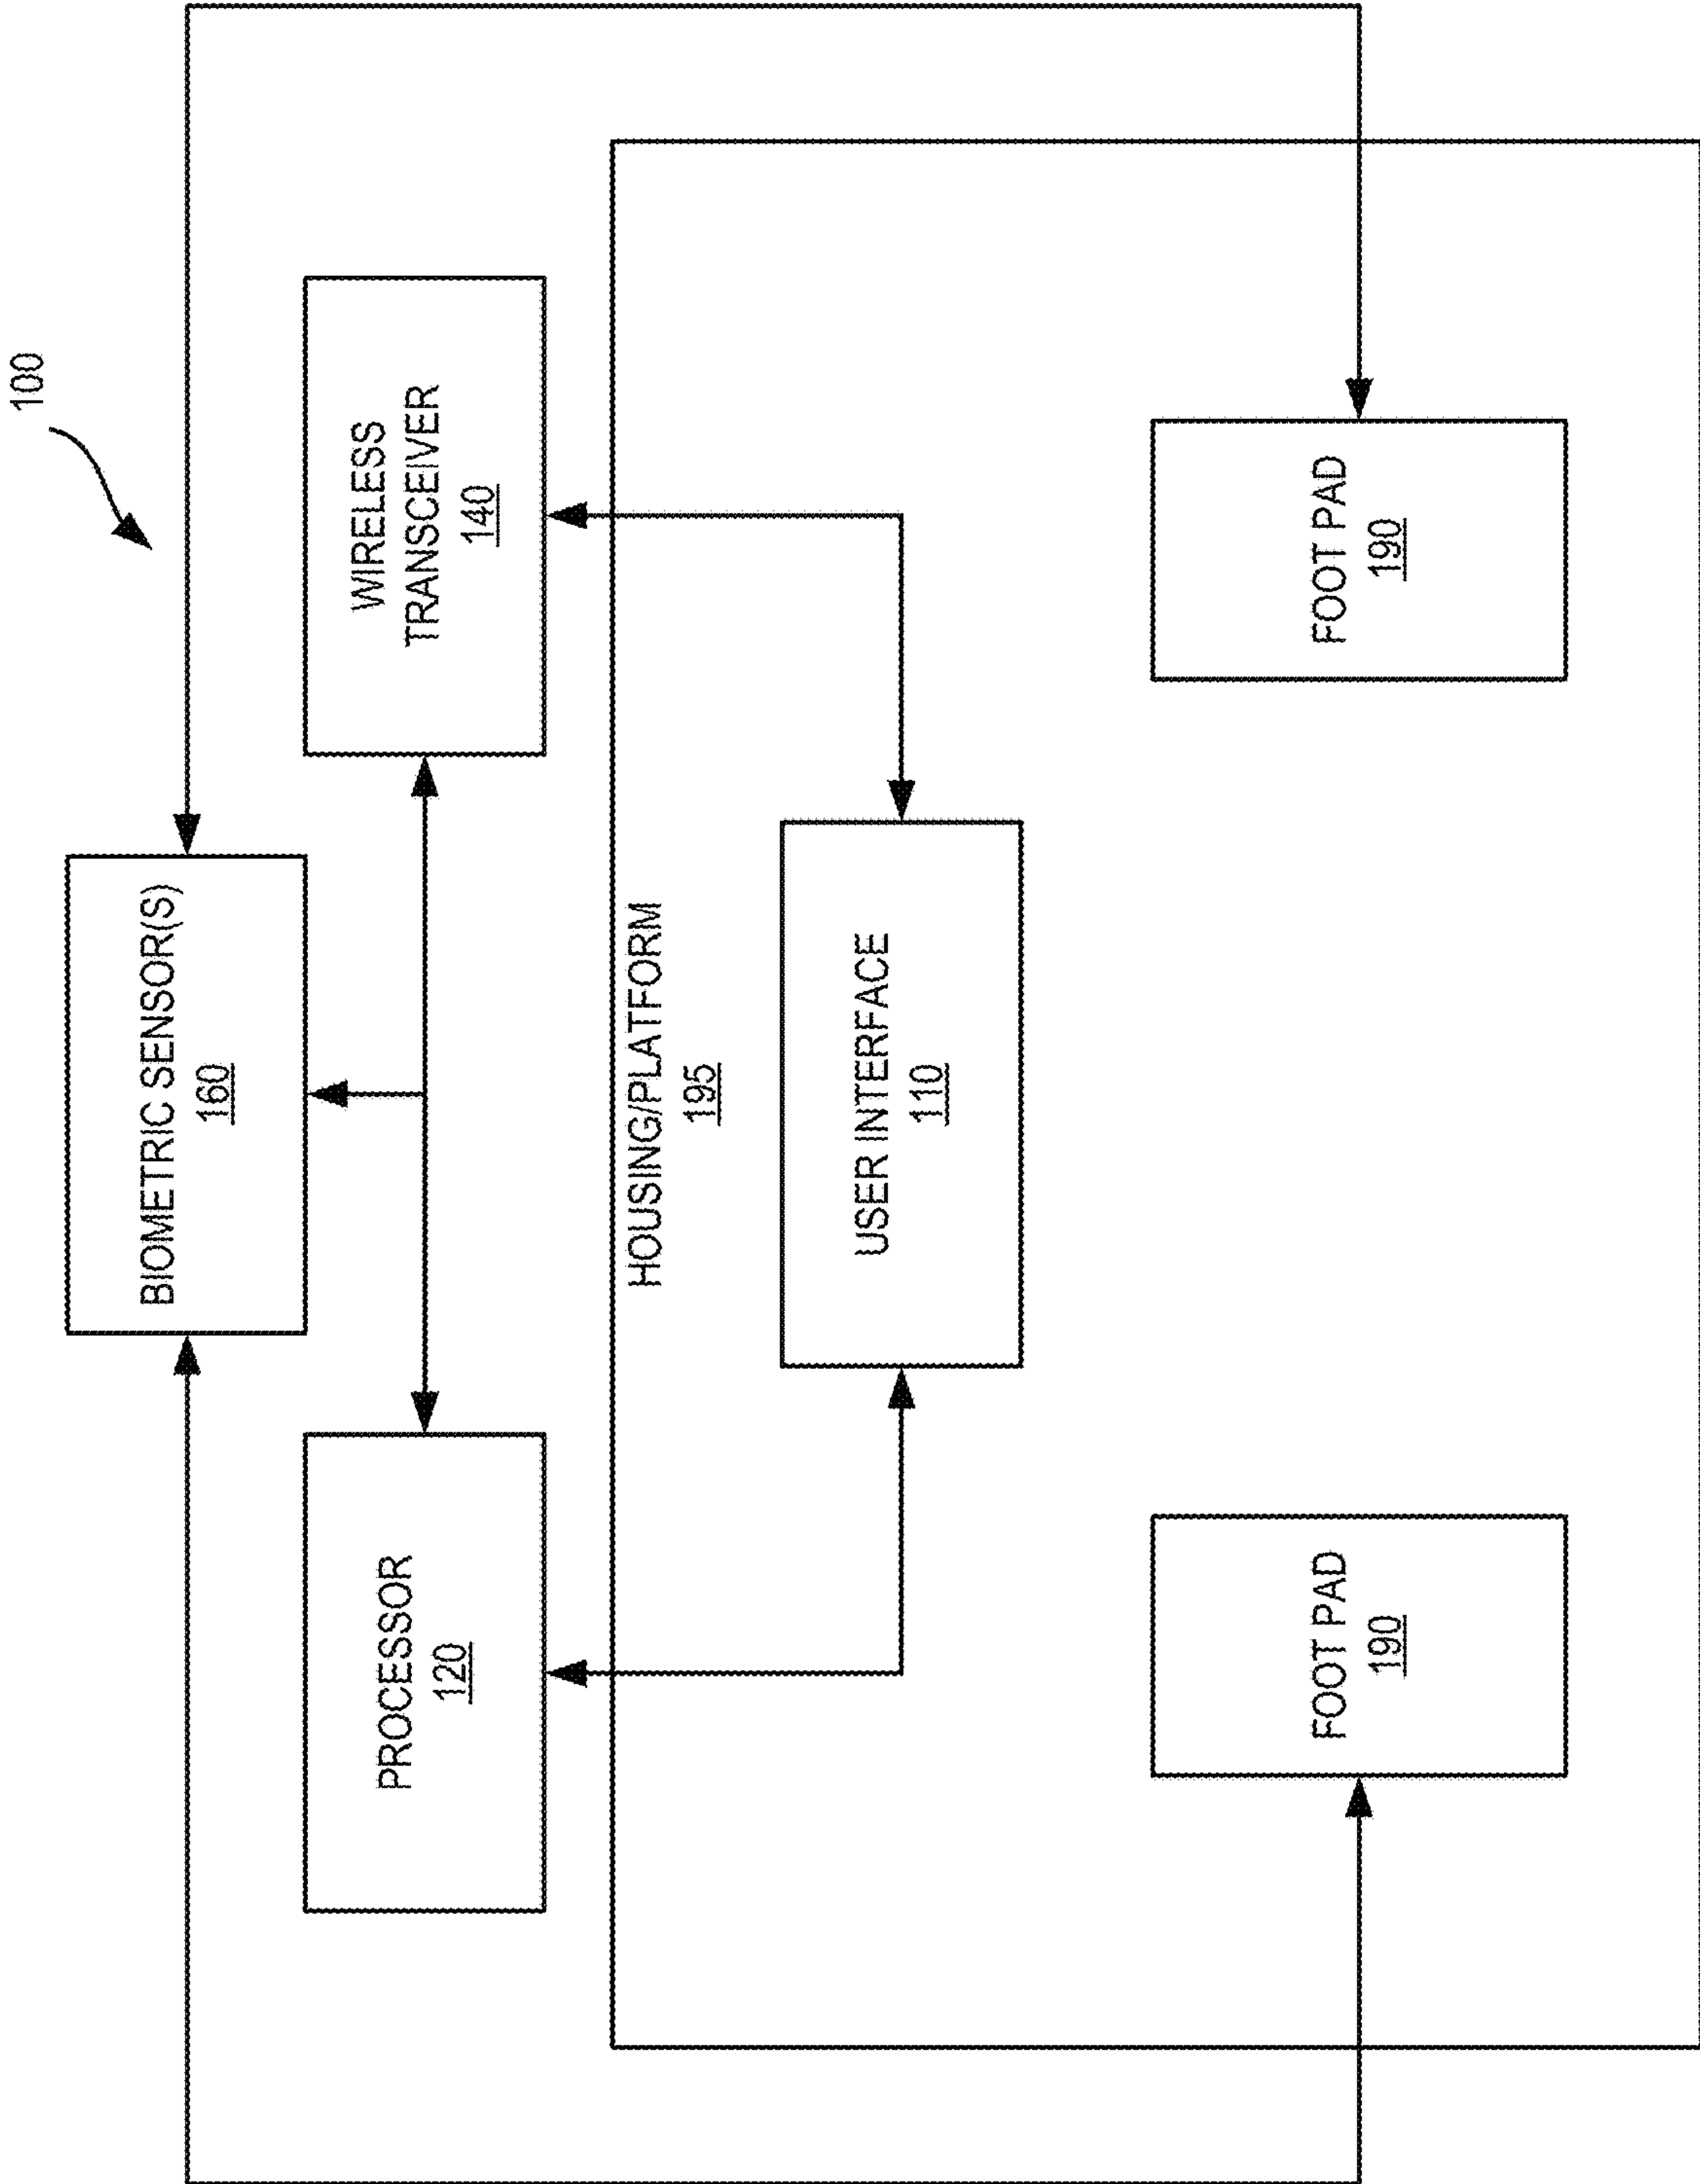 100
BIOMETRIC SENSOR(S)
160
PROCESSOR
120
WIRELESS
TRANSCEIVER
140
HOUSING/PLATFORM
195
USER INTERFACE
110
FOOT PAD
190
FOOT PAD
190